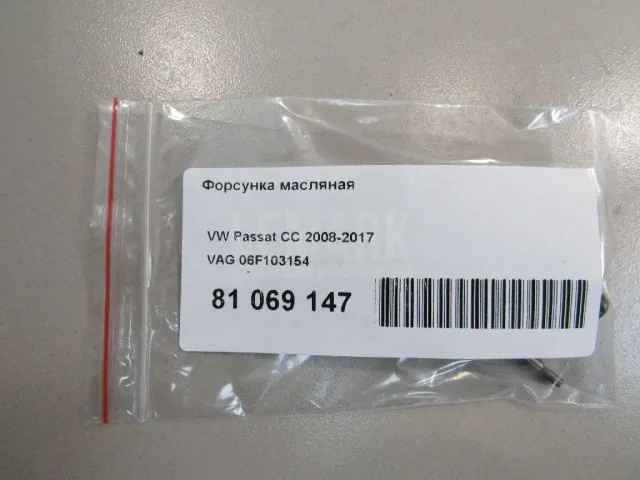 Форсунка масляная
VW Passat CC 2008-2017
VAG 06F103154
81 069 147